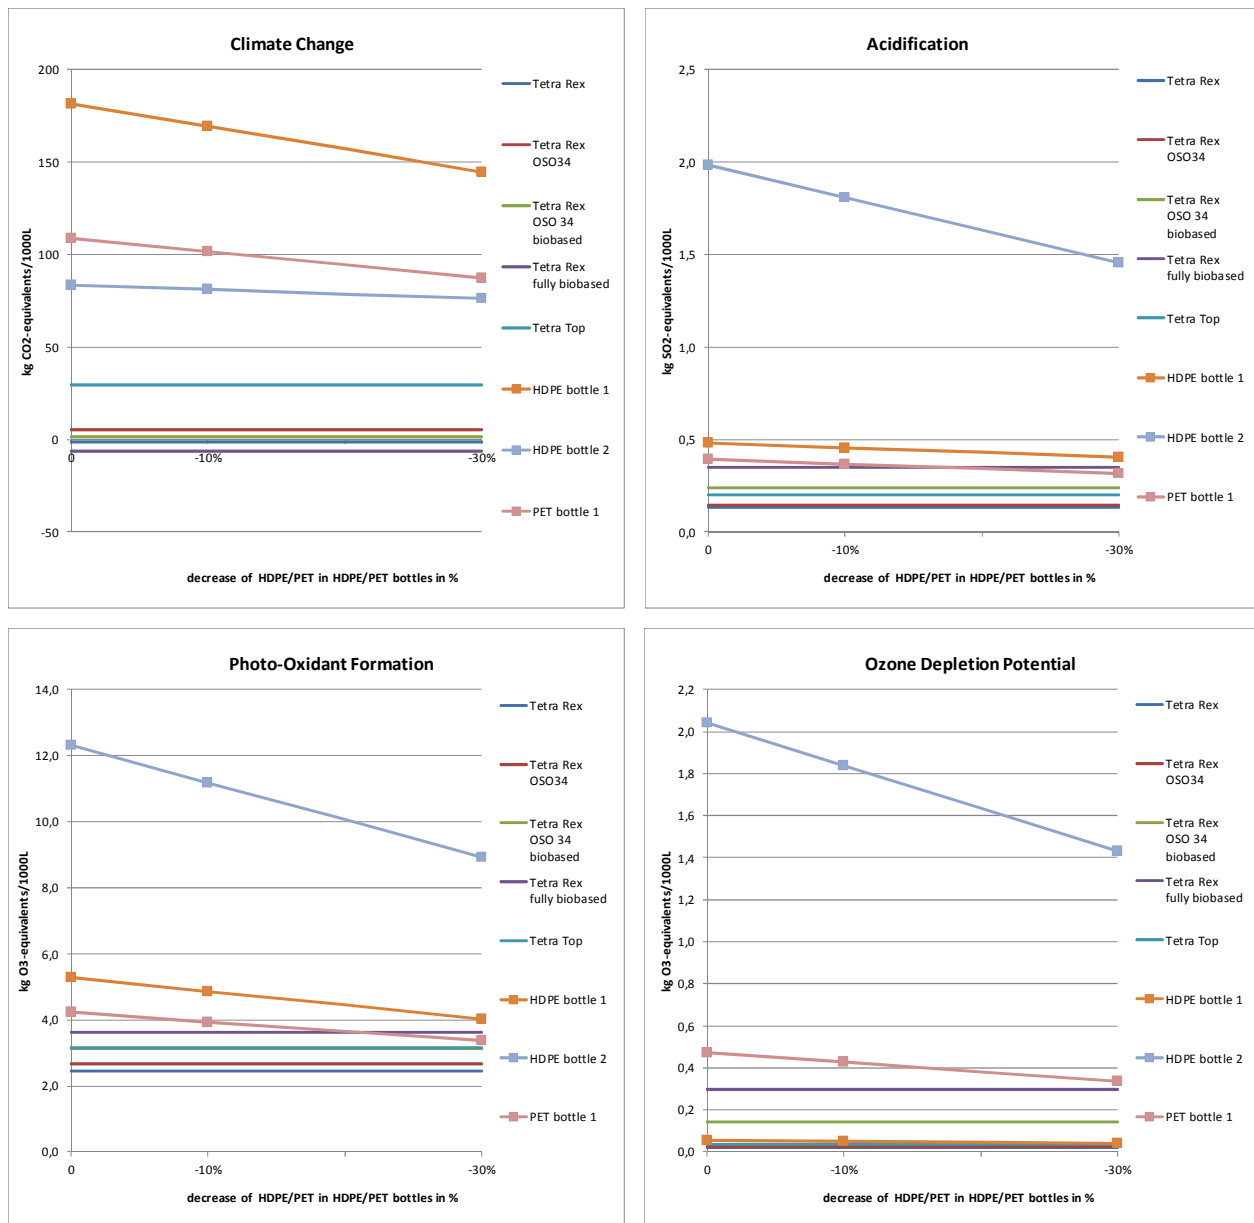 Climate Change
200
150
100
50
0
-50
0
-10%
-30%
kg CO2-equivalents/1000L
decrease of HDPE/PET in HDPE/PET bottles in %
Tetra Rex
Tetra Rex
OSO34
Tetra Rex
OSO 34
biobased
Tetra Rex
fully biobased
Tetra Top
HDPE bottle 1
HDPE bottle 2
PET bottle 1
Acidification
2,5
2,0
1,5
1,0
0,5
0,0
0
-10%
-30%
kg SO2-equivalents/1000L
decrease of HDPE/PET in HDPE/PET bottles in %
Tetra Rex
Tetra Rex
OSO34
Tetra Rex
OSO 34
biobased
Tetra Rex
fully biobased
Tetra Top
HDPE bottle 1
HDPE bottle 2
PET bottle 1
Photo-Oxidant Formation
14,0
12,0
10,0
8,0
6,0
4,0
2,0
0,0
0
-10%
-30%
kg O3-equivalents/1000L
decrease of HDPE/PET in HDPE/PET bottles in %
Tetra Rex
Tetra Rex
OSO34
Tetra Rex
OSO 34
biobased
Tetra Rex
fully biobased
Tetra Top
HDPE bottle 1
HDPE bottle 2
PET bottle 1
Ozone Depletion Potential
2,2
2,0
1,8
1,6
1,4
1,2
1,0
0,8
0,6
0,4
0,2
0,0
0
-10%
-30%
kg O3-equivalents/1000L
decrease of HDPE/PET in HDPE/PET bottles in %
Tetra Rex
Tetra Rex
OSO34
Tetra Rex
OSO 34
biobased
Tetra Rex
fully biobased
Tetra Top
HDPE bottle 1
HDPE bottle 2
PET bottle 1